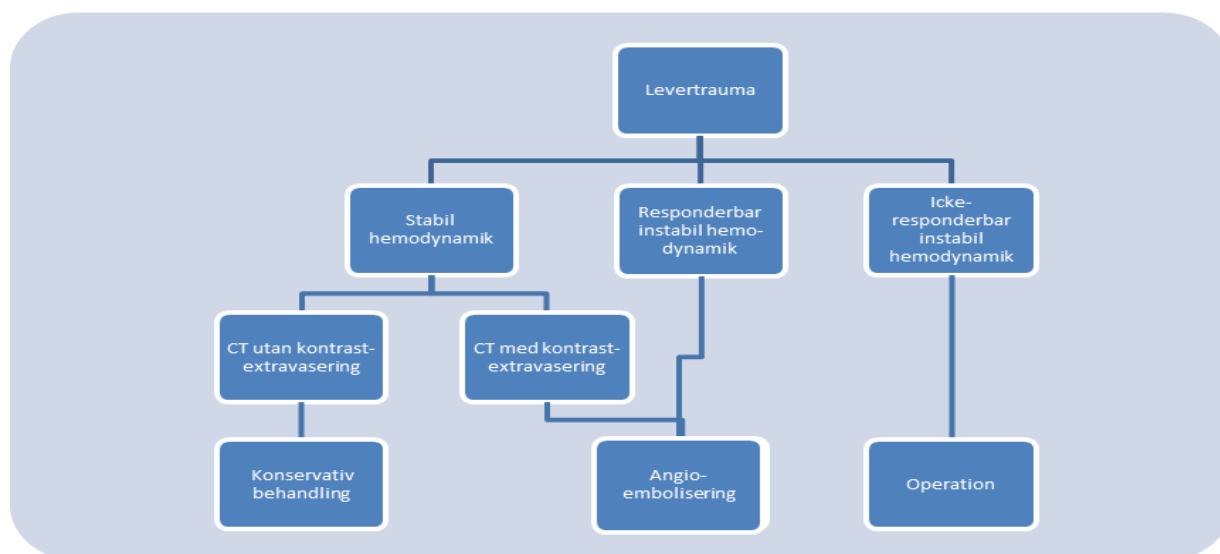 Levertrauma
Stabil
hemodynamik
Responderbar
instabil hemo-
dynamik
Icke-
responderbar
instabil
hemodynamik
CT utan kontrast-
extravasering
CT med kontrast-
extravasering
Konservativ
behandling
Angio-
embolisering
Operation